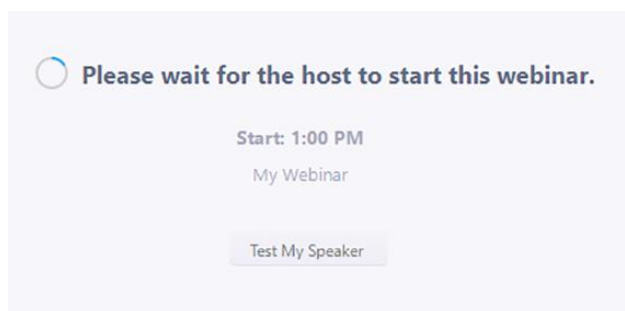 Please wait for the host to start this webinar.
Start: 1:00 PM
My Webinar
Test My Speaker